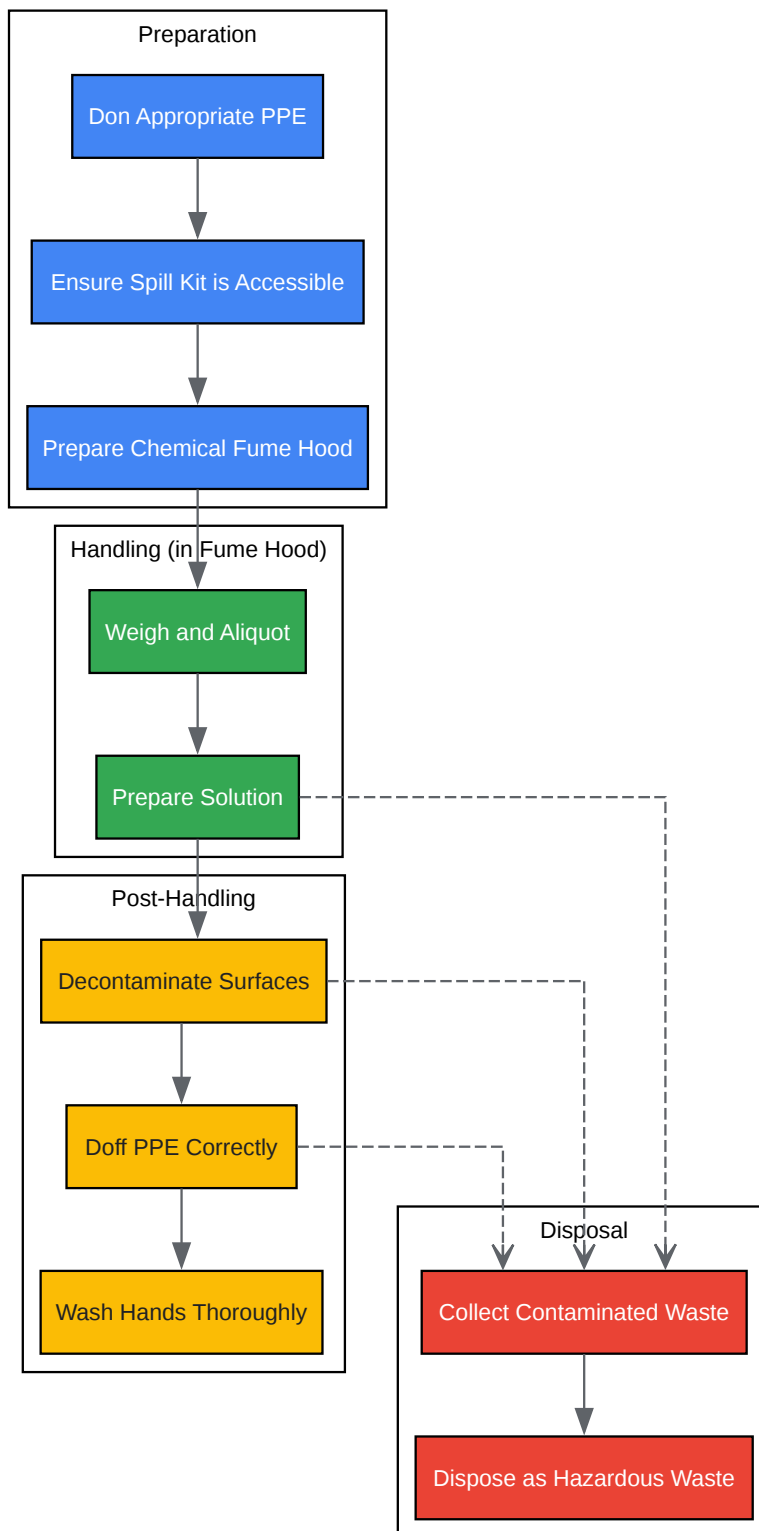 Preparation
Don Appropriate PPE
Ensure Spill Kit is Accessible
Prepare Chemical Fume Hood
Handling (in Fume Hood)
Weigh and Aliquot
Prepare Solution
Post-Handling
Decontaminate Surfaces
Doff PPE Correctly
Wash Hands Thoroughly
Disposal
Collect Contaminated Waste
Dispose as Hazardous Waste